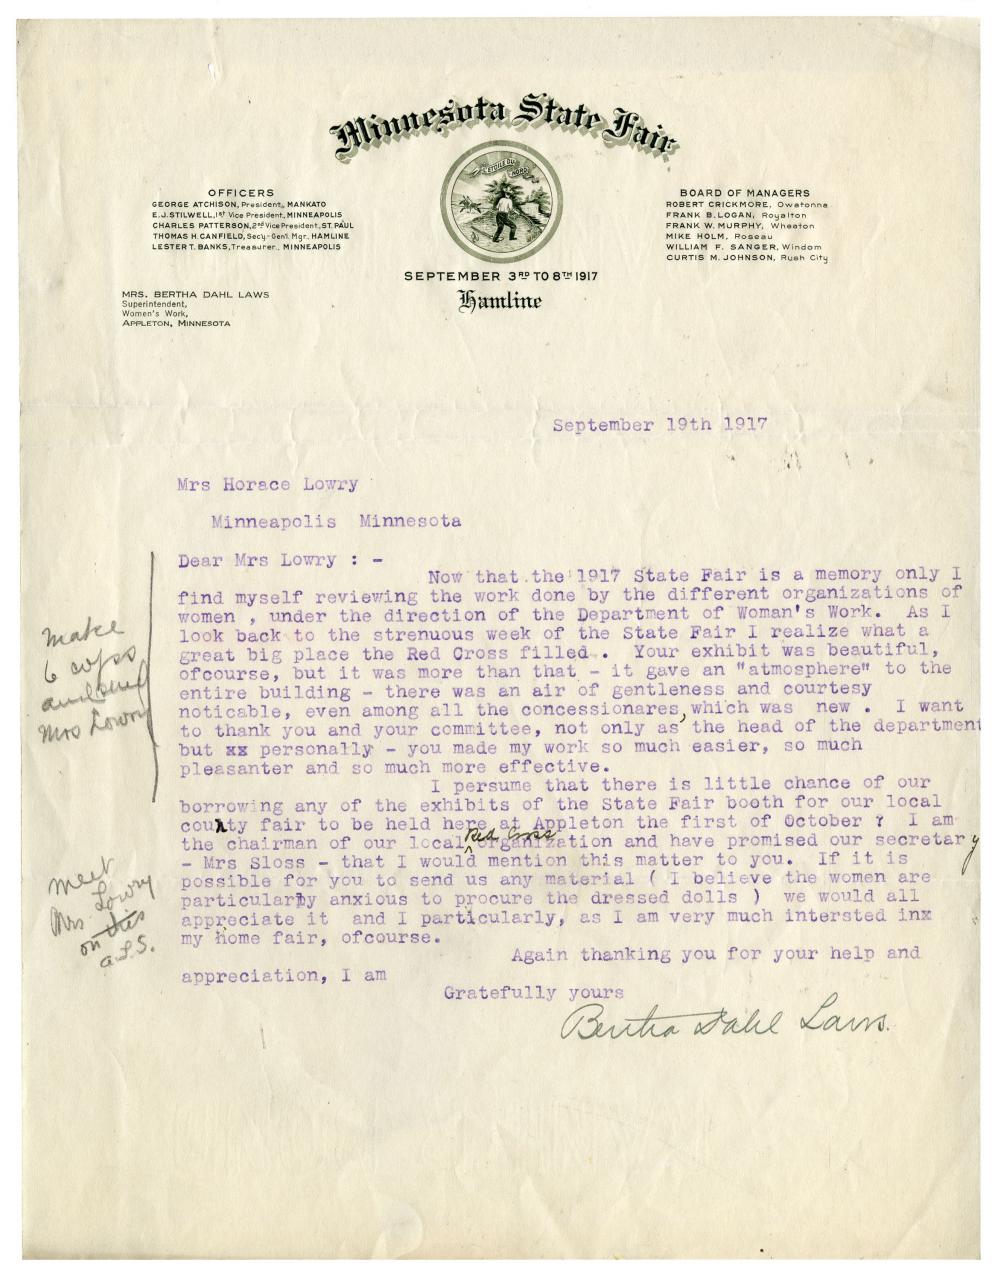 Minnesota State Fair
L'ETOILE DU NORD
OFFICERS
GEORGE ATCHISON, President, MANKATO
E.J. STILWELL, 1st Vice President, MINNEAPOLIS
CHARLES PATTERSON, 2nd Vice President, ST. PAUL
THOMAS H. CANFIELD, Secy-Gen'l. Mgr., HAMLINE
LESTER T. BANKS, Treasurer, MINNEAPOLIS
BOARD OF MANAGERS
ROBERT CRICKMORE, Owatonna
FRANK B. LOGAN, Royalton
FRANK W. MURPHY, Wheaton
MIKE HOLM, Roseau
WILLIAM F. SANGER, Windom
CURTIS M. JOHNSON, Rush City
SEPTEMBER 3RD TO 8TH 1917
Hamline
MRS. BERTHA DAHL LAWS
Superintendent,
Women's Work,
APPLETON, MINNESOTA
September 19th 1917
Mrs Horace Lowry
Minneapolis Minnesota
Dear Mrs Lowry : -
Now that the 1917 State Fair is a memory only I
find myself reviewing the work done by the different organizations of
women , under the direction of the Department of Woman's Work. As I
look back to the strenuous week of the State Fair I realize what a
great big place the Red Cross filled . Your exhibit was beautiful,
ofcourse, but it was more than that - it gave an "atmosphere" to the
entire building - there was an air of gentleness and courtesy
noticable, even among all the concessionares, which was new . I want
to thank you and your committee, not only as the head of the department
but xx personally - you made my work so much easier, so much
pleasanter and so much more effective.
I persume that there is little chance of our
borrowing any of the exhibits of the State Fair booth for our local
county fair to be held here at Appleton the first of October ? I am
the chairman of our local Red Cross organization and have promised our secretary
- Mrs Sloss - that I would mention this matter to you. If it is
possible for you to send us any material ( I believe the women are
particularly anxious to procure the dressed dolls ) we would all
appreciate it and I particularly, as I am very much intersted inx
my home fair, ofcourse.
Again thanking you for your help and
appreciation, I am
Gratefully yours
Bertha Dahl Laws.
make
6 copies
and send
Mrs Lowry
meet
Mrs Lowry
on
a.L.S.